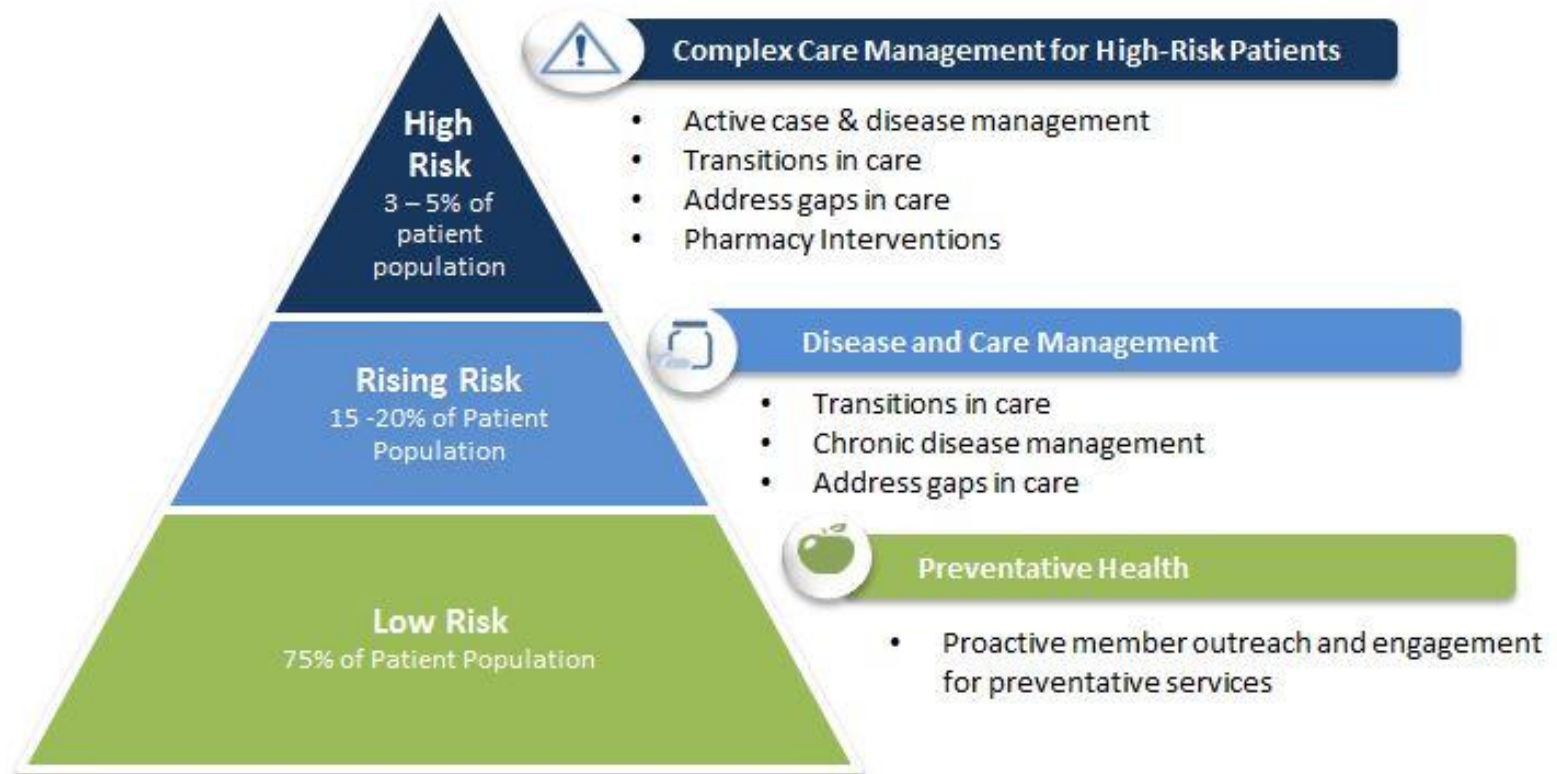 High
Risk
3 – 5% of
patient
population
Complex Care Management for High-Risk Patients
• Active case & disease management
• Transitions in care
• Address gaps in care
• Pharmacy Interventions
Rising Risk
15 -20% of Patient
Population
Disease and Care Management
• Transitions in care
• Chronic disease management
• Address gaps in care
Low Risk
75% of Patient Population
Preventative Health
• Proactive member outreach and engagement
for preventative services